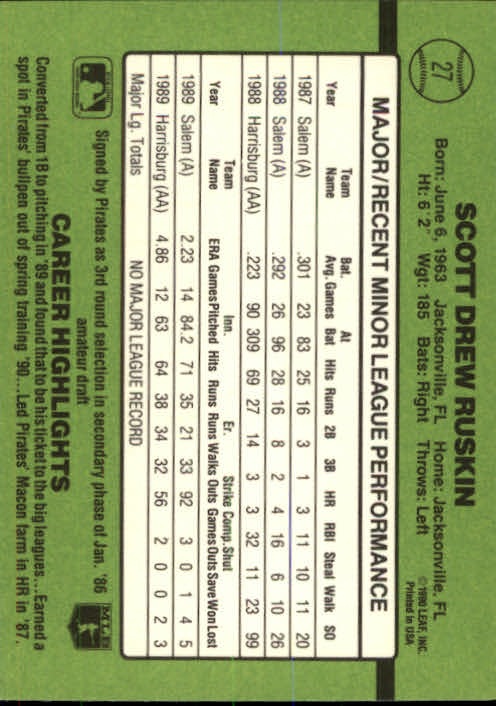 27
SCOTT DREW RUSKIN
Born: June 6, 1963 Jacksonville, FL Home: Jacksonville, FL
Ht: 6' 2" Wgt: 185 Bats: Right Throws: Left
©1990 LEAF, INC.
Printed in USA
MAJOR/RECENT MINOR LEAGUE PERFORMANCE
Team Bat. At
Year Name Avg. Games Bat Hits Runs 2B 3B HR RBI Steal Walk SO
1987 Salem (A) .301 23 83 25 16 3 1 3 11 10 11 20
1988 Salem (A) .292 26 96 28 16 8 2 4 16 6 10 26
1988 Harrisburg (AA) .223 90 309 69 27 14 3 3 32 11 23 99
Team Inn. Er. Strike Comp. Shut
Year Name ERA Games Pitched Hits Runs Runs Walks Outs Games Outs Save Won Lost
1989 Salem (A) 2.23 14 84.2 71 35 21 33 92 3 0 1 4 5
1989 Harrisburg (AA) 4.86 12 63 64 38 34 32 56 2 0 0 2 3
Major Lg. Totals NO MAJOR LEAGUE RECORD
Signed by Pirates as 3rd round selection in secondary phase of Jan. '86
amateur draft
MLB
CAREER HIGHLIGHTS
Converted from 1B to pitching in '89 and found that to be his ticket to the big leagues...Earned a
spot in Pirates' bullpen out of spring training '90...Led Pirates' Macon farm in HR in '87.